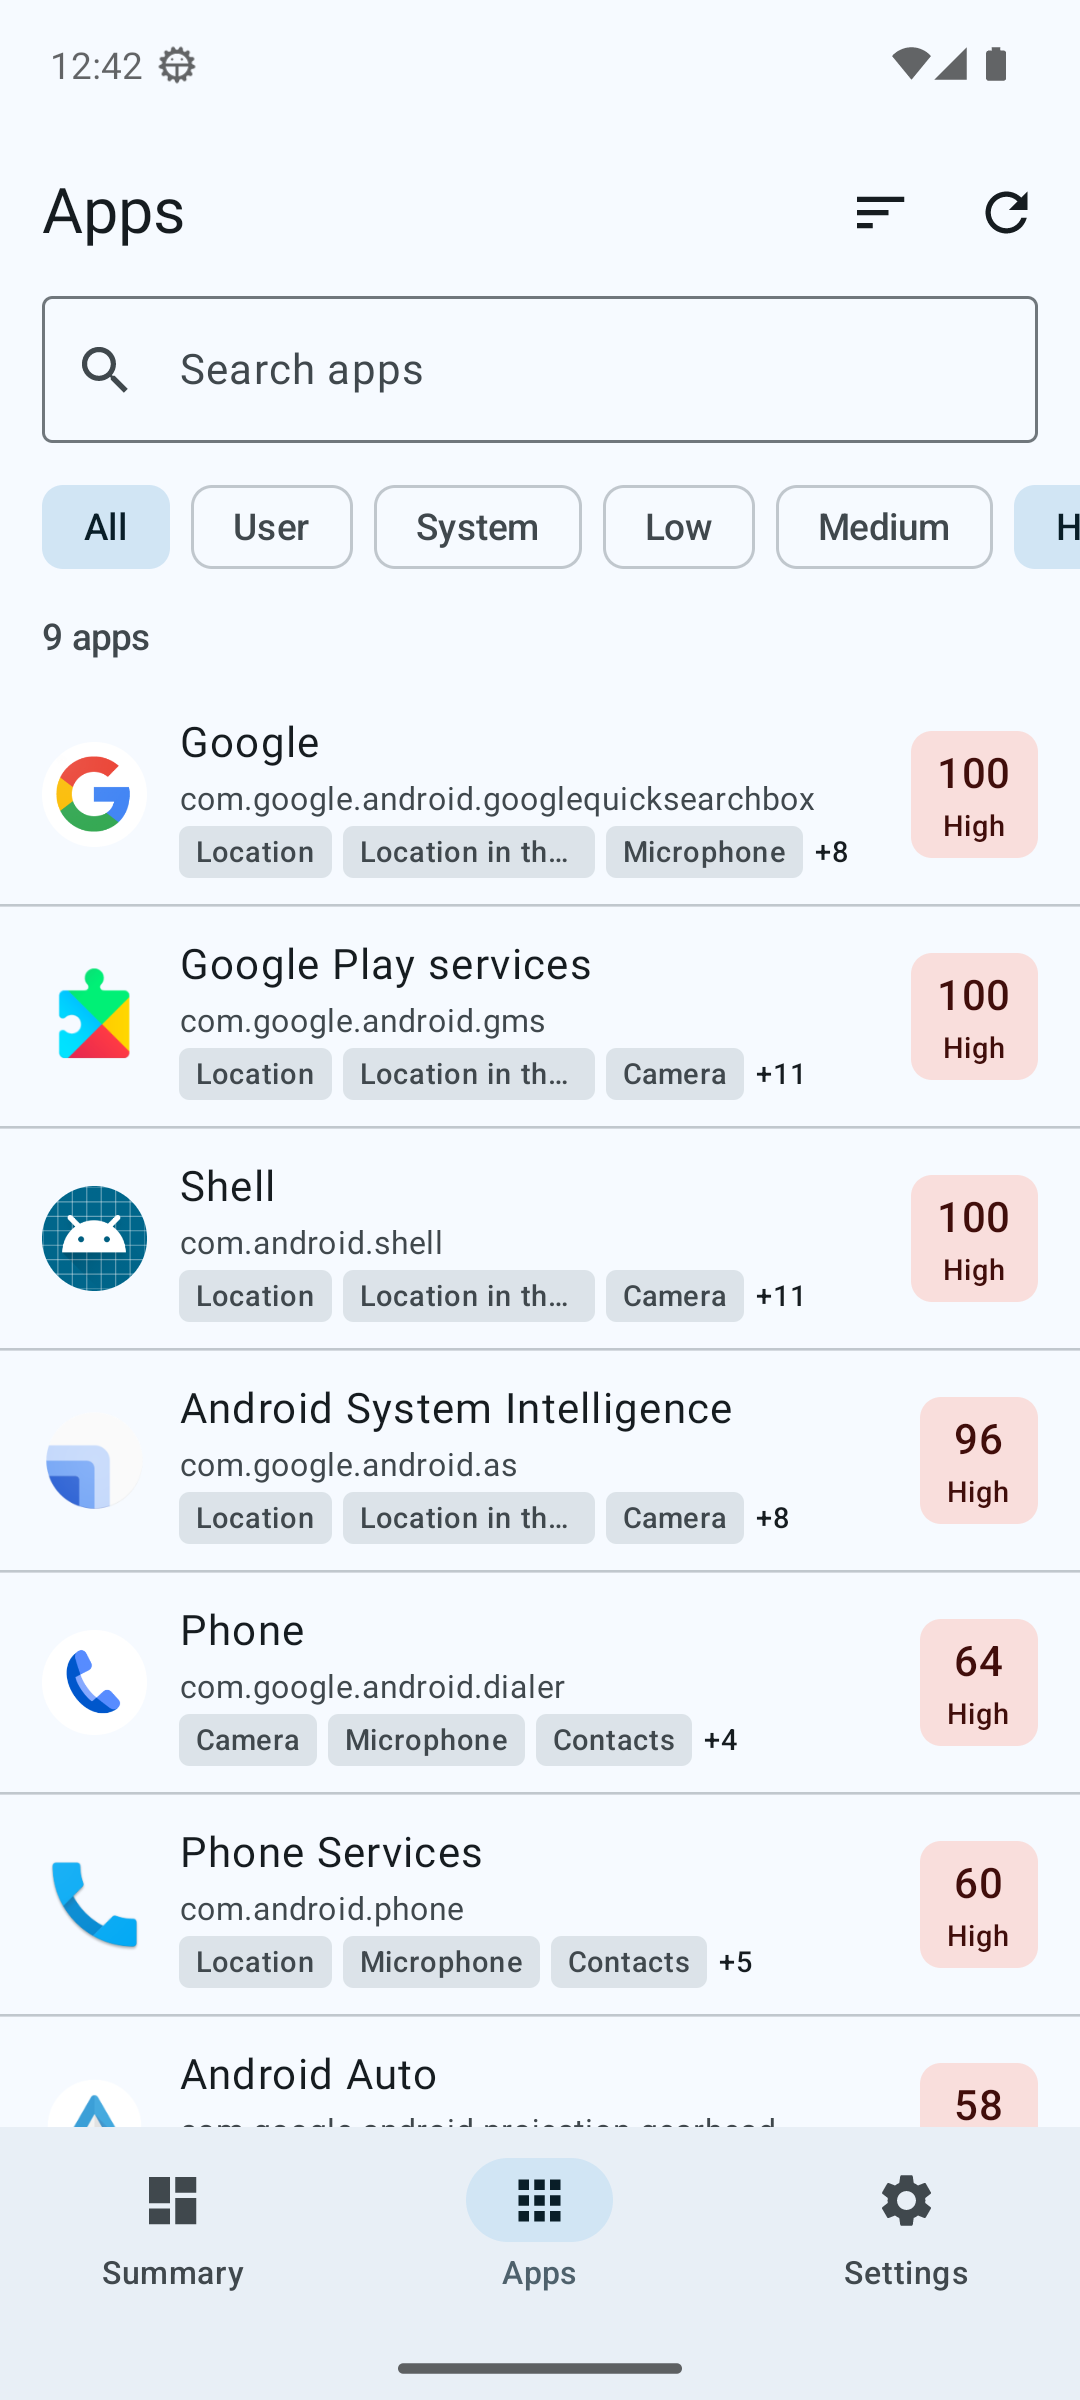 12:42
Apps
Search apps
All User System Low Medium H
9 apps
Google
com.google.android.googlequicksearchbox
Location Location in th... Microphone +8
100
High
Google Play services
com.google.android.gms
Location Location in th... Camera +11
100
High
Shell
com.android.shell
Location Location in th... Camera +11
100
High
Android System Intelligence
com.google.android.as
Location Location in th... Camera +8
96
High
Phone
com.google.android.dialer
Camera Microphone Contacts +4
64
High
Phone Services
com.android.phone
Location Microphone Contacts +5
60
High
Android Auto
58
Summary Apps Settings